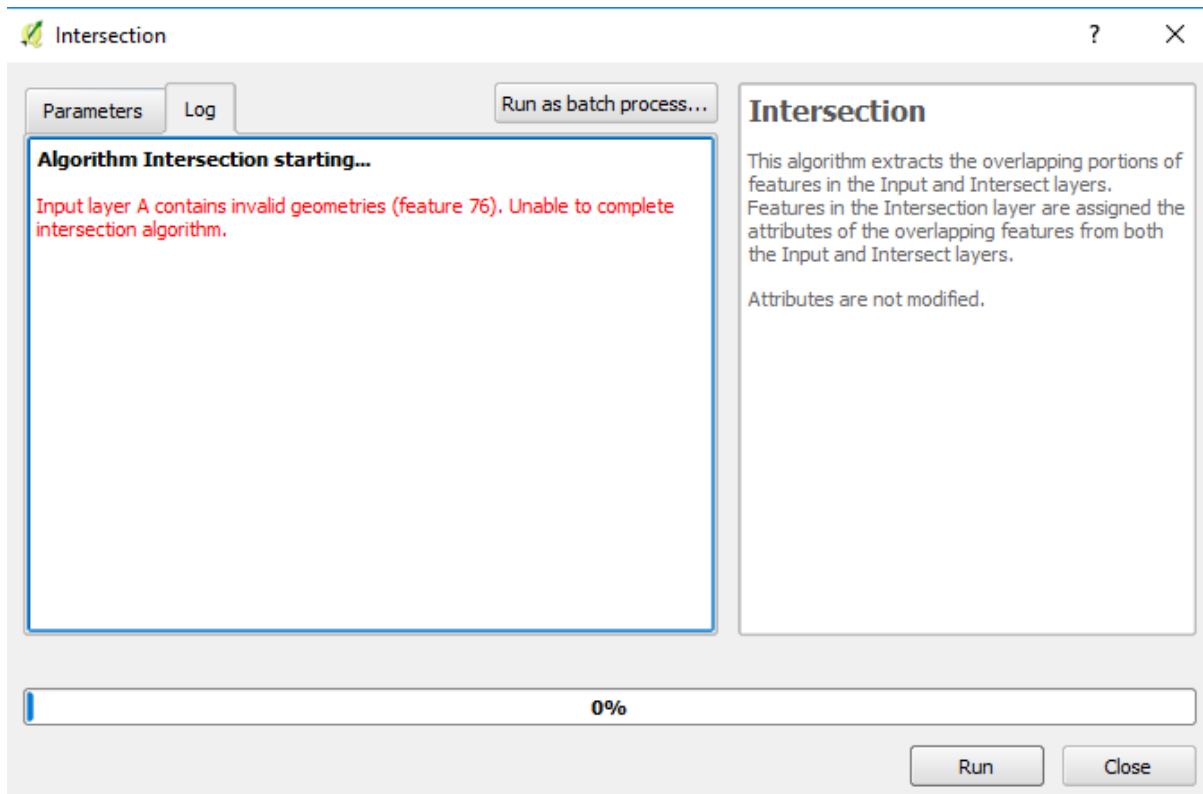 Intersection
?
Parameters
Log
Run as batch process...
Algorithm Intersection starting...
Input layer A contains invalid geometries (feature 76). Unable to complete
intersection algorithm.
Intersection
This algorithm extracts the overlapping portions of
features in the Input and Intersect layers.
Features in the Intersection layer are assigned the
attributes of the overlapping features from both
the Input and Intersect layers.
Attributes are not modified.
0%
Run
Close